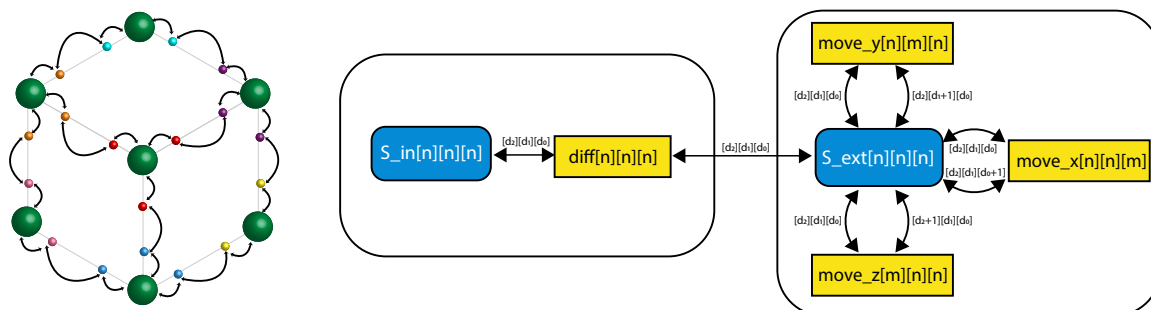 move_y[n][m][n]
[d₂][d₁][d₀]
[d₂][d₁+1][d₀]
S_in[n][n][n]
[d₂][d₁][d₀]
diff[n][n][n]
[d₂][d₁][d₀]
S_ext[n][n][n]
[d₂][d₁][d₀]
[d₂][d₁][d₀+1]
move_x[n][n][m]
[d₂][d₁][d₀]
[d₂+1][d₁][d₀]
move_z[m][n][n]